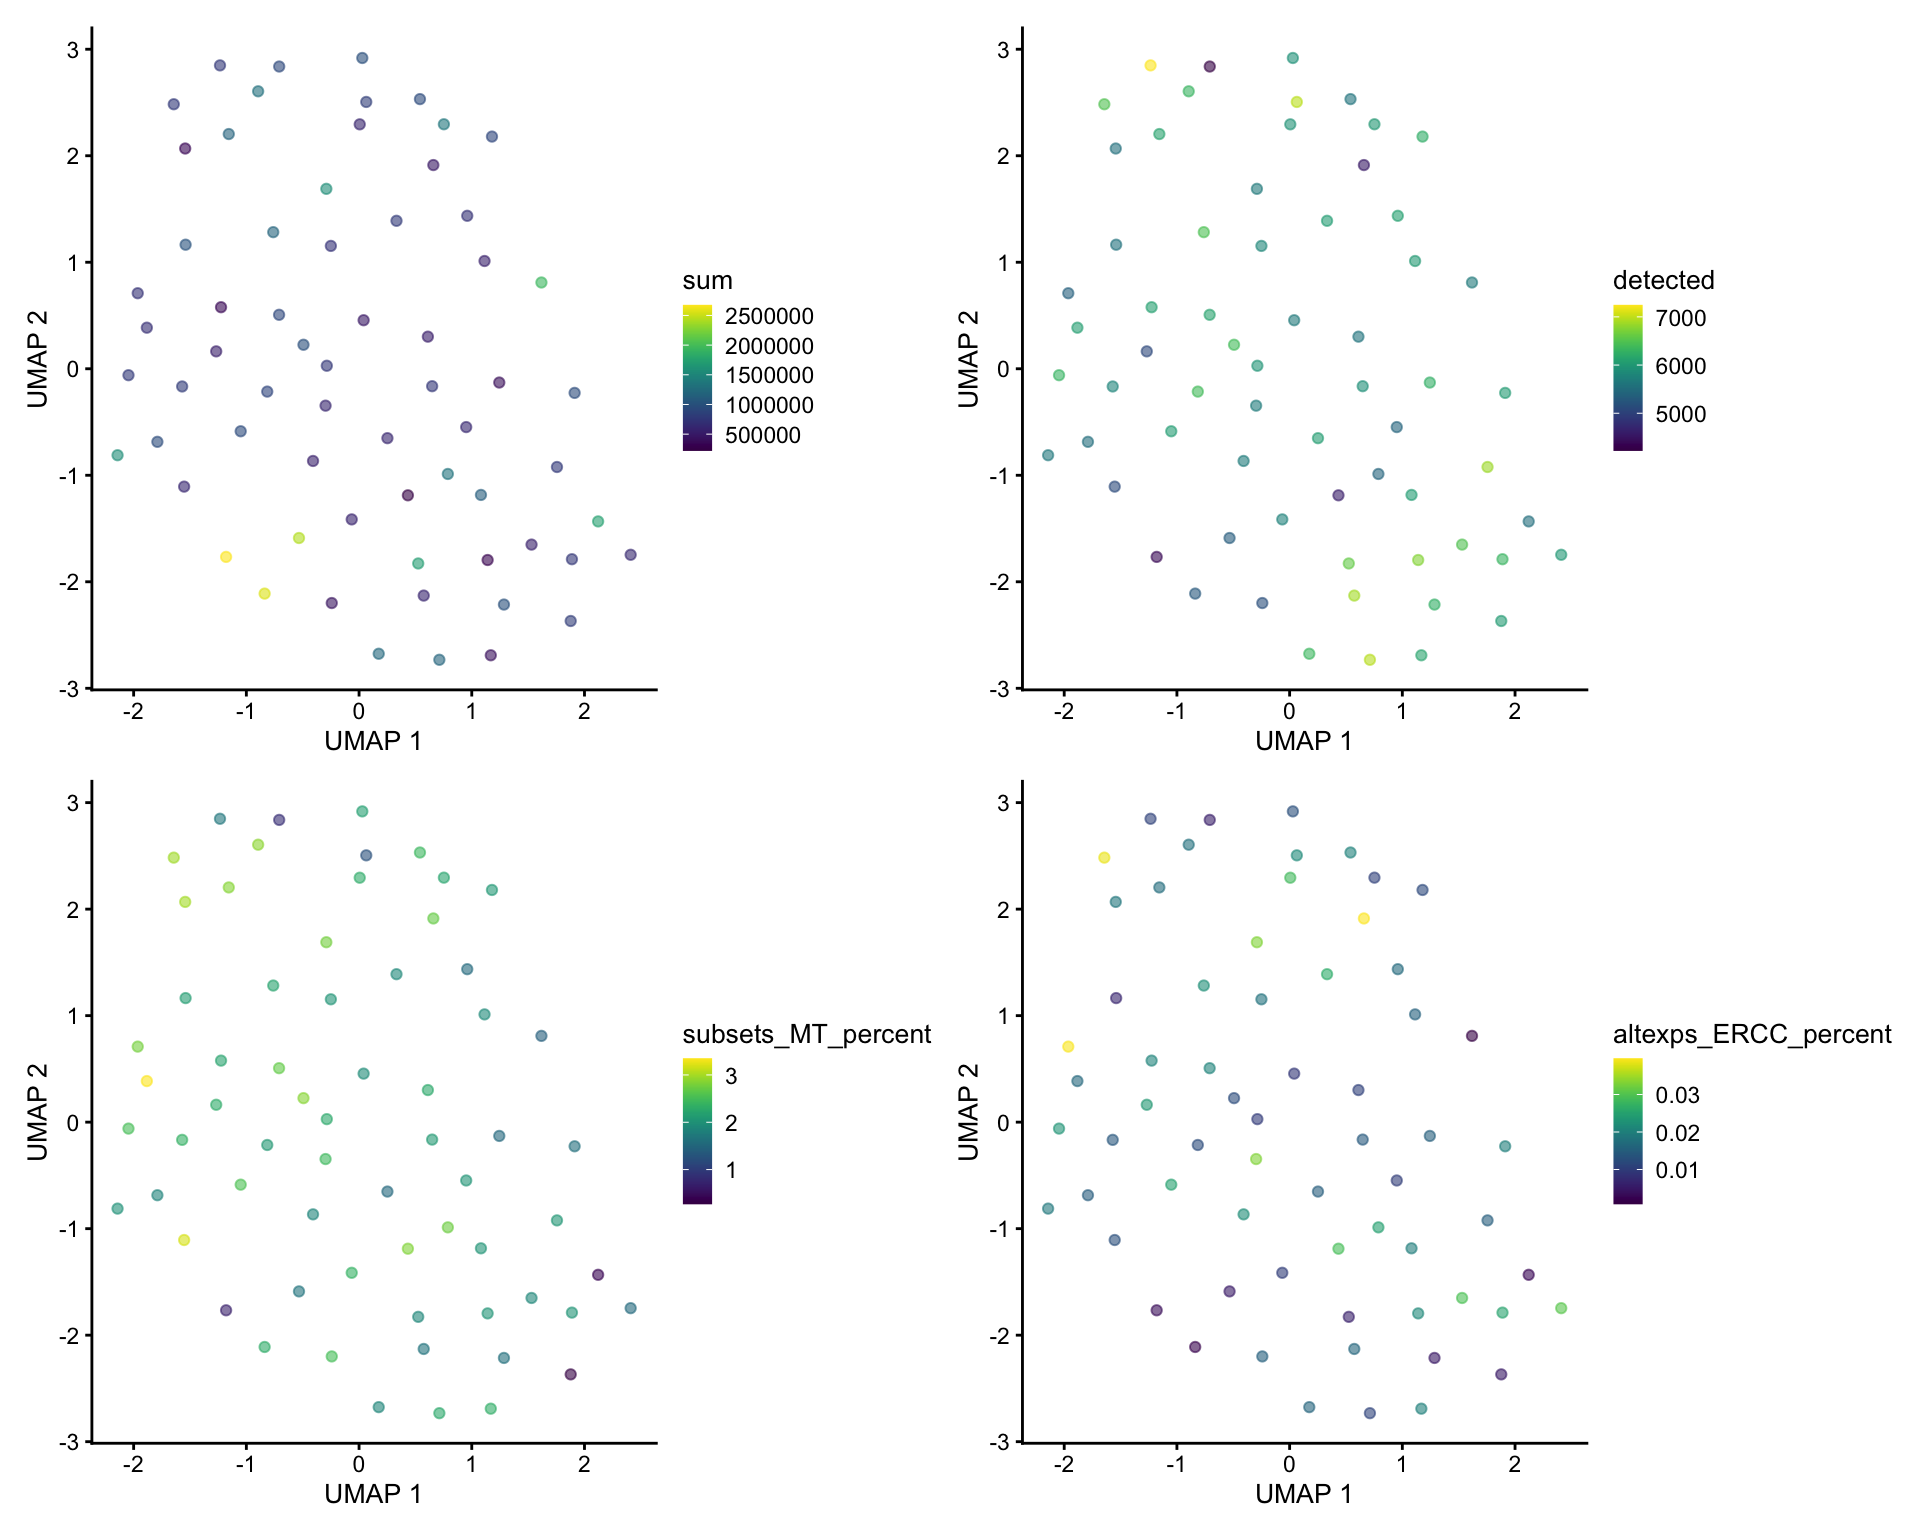 3
2
1
0
-1
-2
-3
UMAP 2
-2 -1 0 1 2
UMAP 1
sum
2500000
2000000
1500000
1000000
500000
3
2
1
0
-1
-2
-3
UMAP 2
-2 -1 0 1 2
UMAP 1
detected
7000
6000
5000
3
2
1
0
-1
-2
-3
UMAP 2
-2 -1 0 1 2
UMAP 1
subsets_MT_percent
3
2
1
3
2
1
0
-1
-2
-3
UMAP 2
-2 -1 0 1 2
UMAP 1
altexps_ERCC_percent
0.03
0.02
0.01